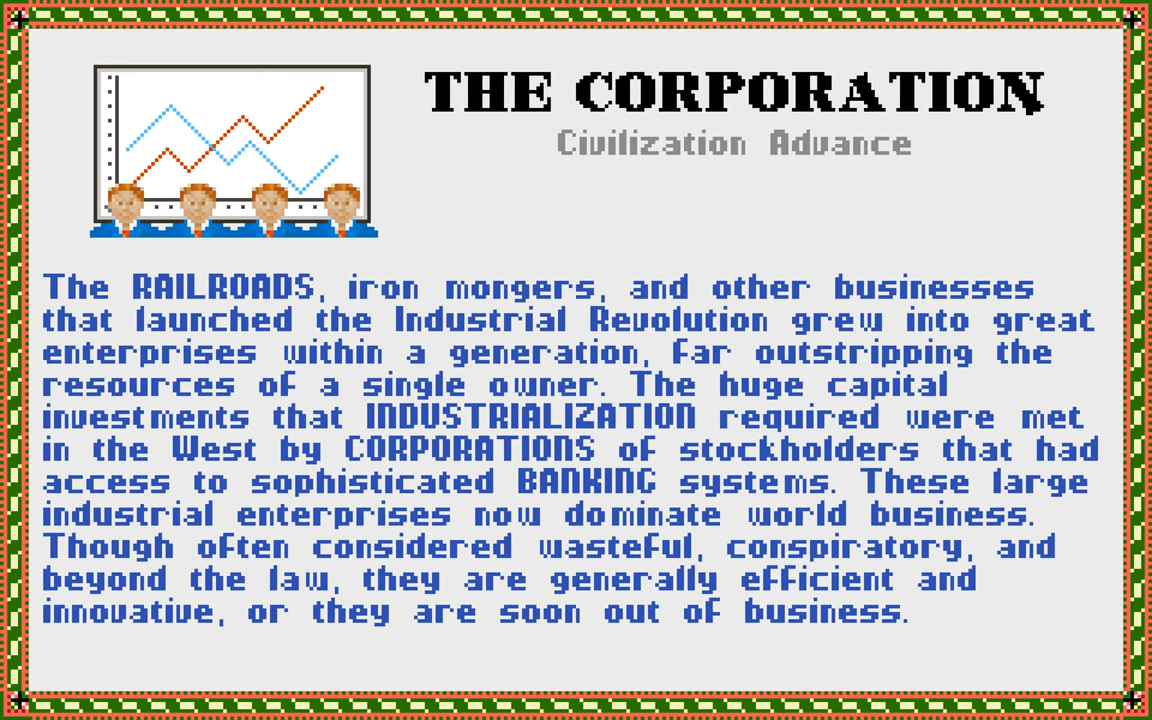 THE CORPORATION
Civilization Advance
The RAILROADS, iron mongers, and other businesses
that launched the Industrial Revolution grew into great
enterprises within a generation, far outstripping the
resources of a single owner. The huge capital
investments that INDUSTRIALIZATION required were met
in the West by CORPORATIONS of stockholders that had
access to sophisticated BANKING systems. These large
industrial enterprises now dominate world business.
Though often considered wasteful, conspiratory, and
beyond the law, they are generally efficient and
innovative, or they are soon out of business.